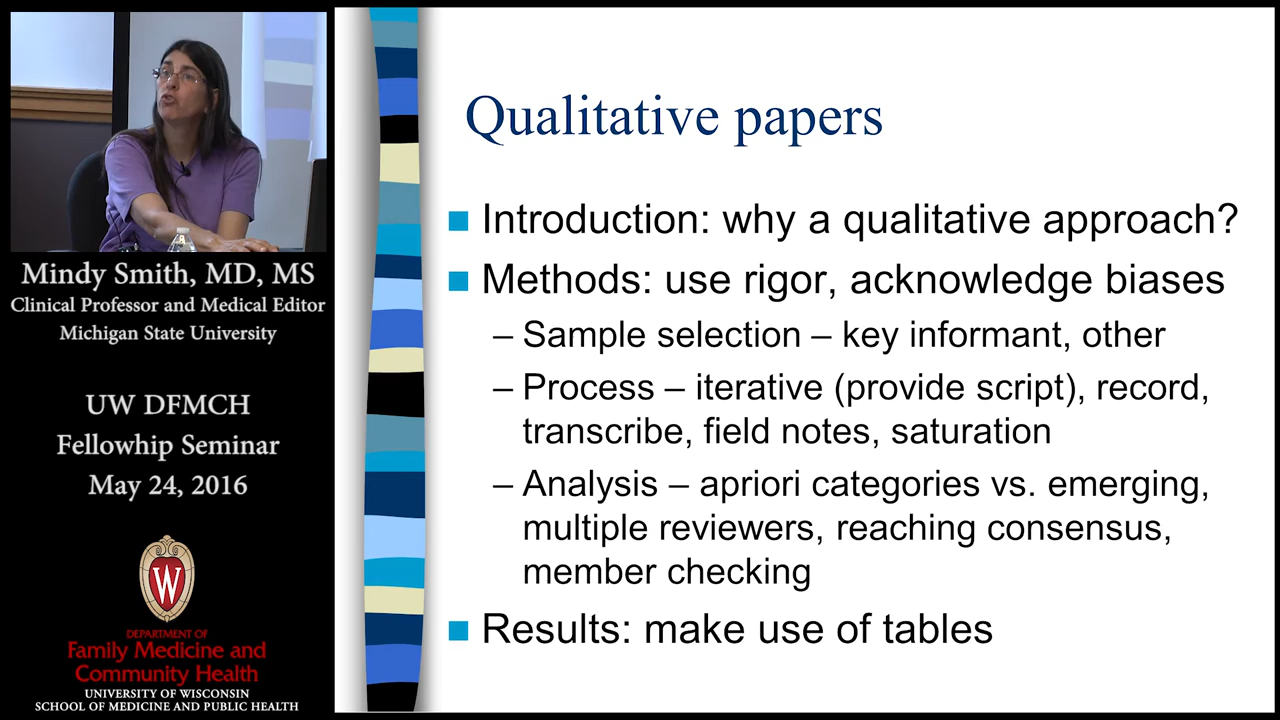 Mindy Smith, MD, MS
Clinical Professor and Medical Editor
Michigan State University
UW DFMCH
Fellowhip Seminar
May 24, 2016
W
DEPARTMENT OF
Family Medicine and
Community Health
UNIVERSITY OF WISCONSIN
SCHOOL OF MEDICINE AND PUBLIC HEALTH
Qualitative papers
Introduction: why a qualitative approach?
Methods: use rigor, acknowledge biases
– Sample selection – key informant, other
– Process – iterative (provide script), record,
transcribe, field notes, saturation
– Analysis – apriori categories vs. emerging,
multiple reviewers, reaching consensus,
member checking
Results: make use of tables